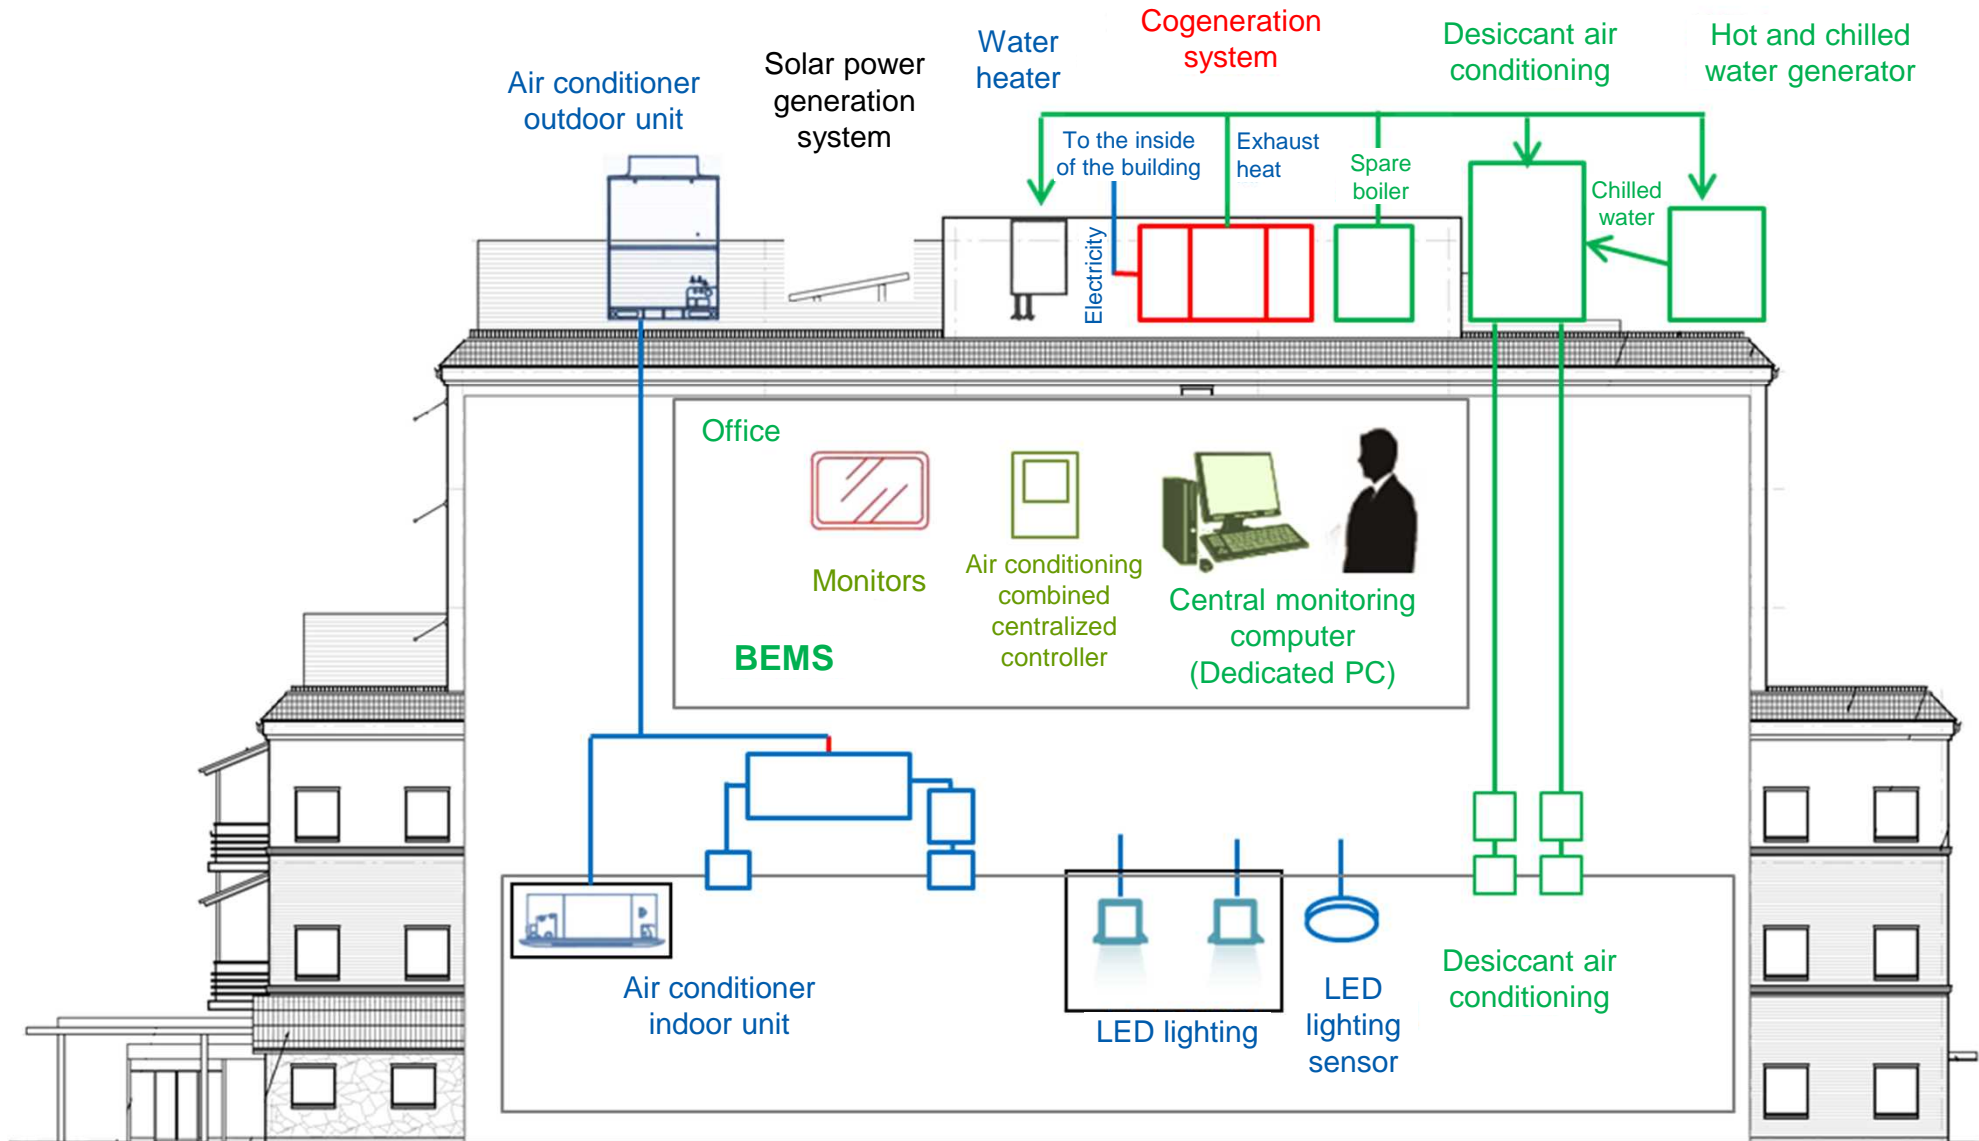 Air conditioner
outdoor unit
Solar power
generation
system
Water
heater
Cogeneration
system
Desiccant air
conditioning
Hot and chilled
water generator
To the inside
of the building
Exhaust
heat
Spare
boiler
Chilled
water
Electricity
Office
Monitors
Air conditioning
combined
centralized
controller
Central monitoring
computer
(Dedicated PC)
BEMS
Air conditioner
indoor unit
LED lighting
LED
lighting
sensor
Desiccant air
conditioning